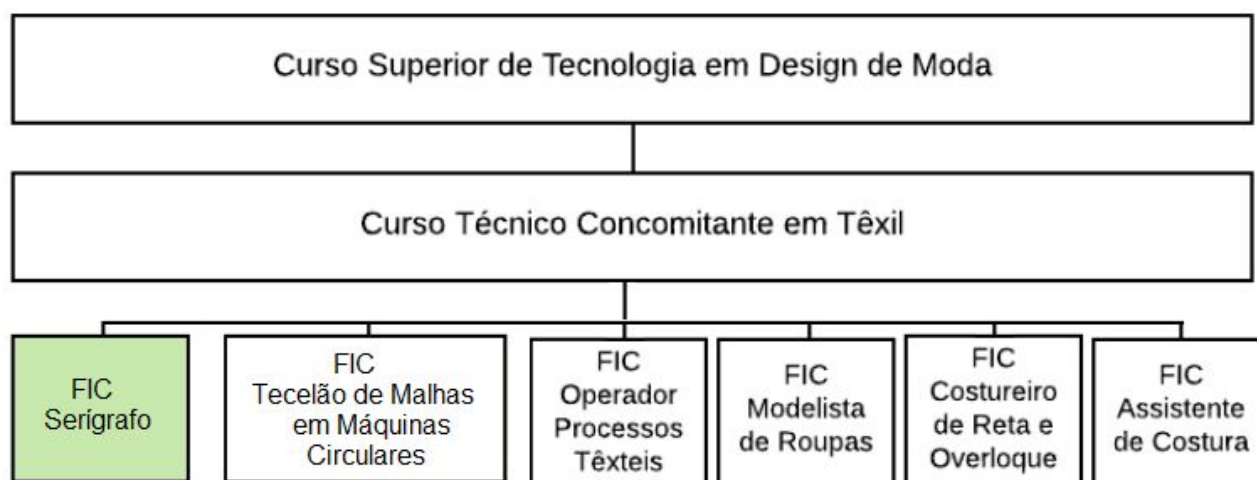 Curso Superior de Tecnologia em Design de Moda
Curso Técnico Concomitante em Têxil
FIC
Serígrafo
FIC
Tecelão de Malhas
em Máquinas
Circulares
FIC
Operador
Processos
Têxteis
FIC
Modelista
de Roupas
FIC
Costureiro
de Reta e
Overloque
FIC
Assistente
de Costura